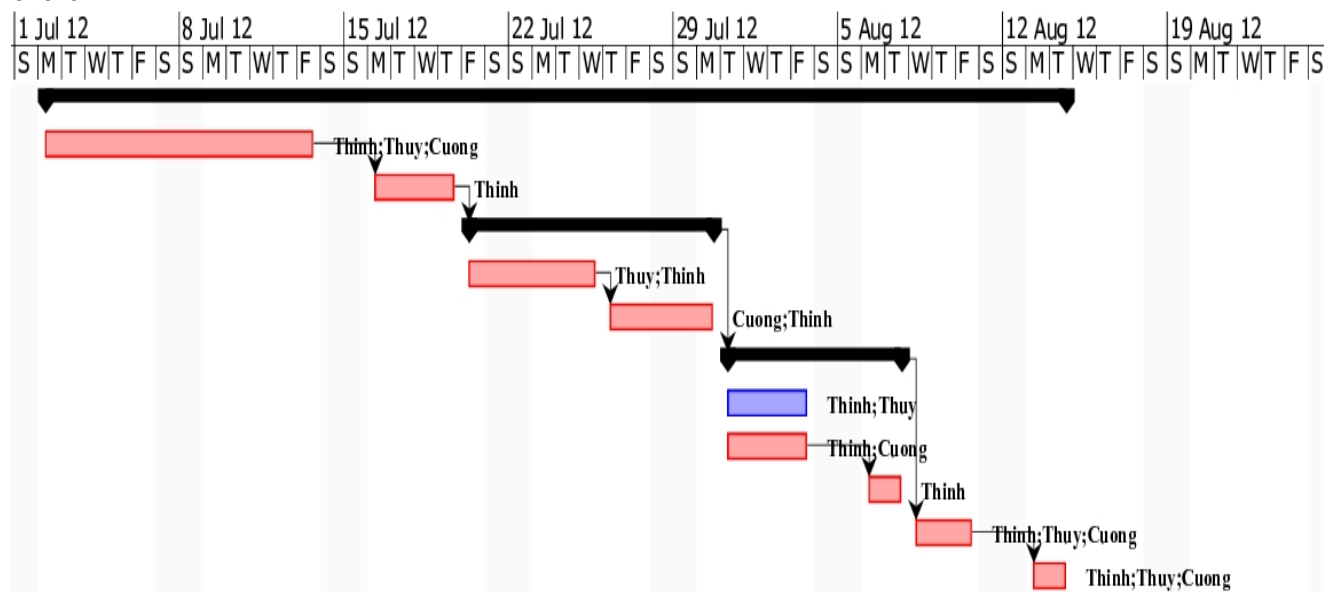 1 Jul 12 8 Jul 12 15 Jul 12 22 Jul 12 29 Jul 12 5 Aug 12 12 Aug 12 19 Aug 12
S M T W T F S S M T W T F S S M T W T F S S M T W T F S S M T W T F S S M T W T F S S M T W T F S S M T W T F S
Thinh;Thuy;Cuong
Thinh
Thuy;Thinh
Cuong;Thinh
Thinh;Thuy
Thinh;Cuong
Thinh
Thinh;Thuy;Cuong
Thinh;Thuy;Cuong